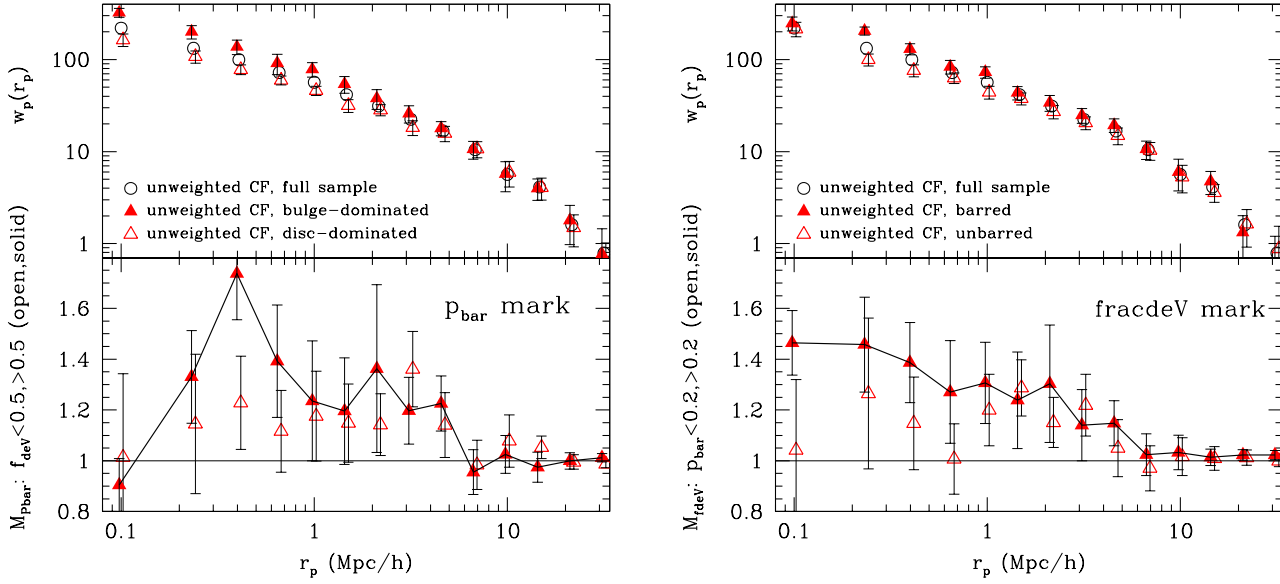 w_p(r_p)
100
10
1
unweighted CF, full sample
unweighted CF, bulge-dominated
unweighted CF, disc-dominated
M_Pbar: f_deV<0.5,>0.5 (open,solid)
p_bar mark
1.6
1.4
1.2
1
0.8
0.1
1
10
r_p (Mpc/h)
w_p(r_p)
100
10
1
unweighted CF, full sample
unweighted CF, barred
unweighted CF, unbarred
M_fdeV: p_bar<0.2,>0.2 (open,solid)
fracdeV mark
1.6
1.4
1.2
1
0.8
0.1
1
10
r_p (Mpc/h)